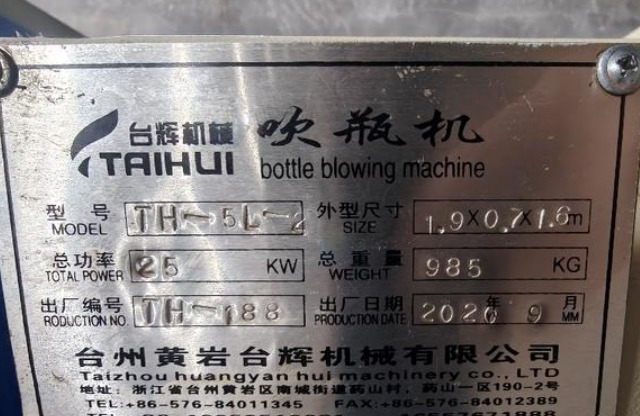 台辉机械 吹瓶机
TAIHUI bottle blowing machine
型号 TH-5L-2 外型尺寸 1.9X0.7X1.6m
MODEL SIZE
总功率 25 KW 总重量 985 KG
TOTAL POWER WEIGHT
出厂编号 TH-188 出厂日期 2020年 9月
RODUCTION NO. PRODUCTION DATE MM
台州黄岩台辉机械有限公司
Taizhou huangyan hui machinery co., LTD
地址: 浙江省台州黄岩区南城街道药山村, 药山一区190-2号
TEL:+86-576-84011345 FAX:+86-576-84012389